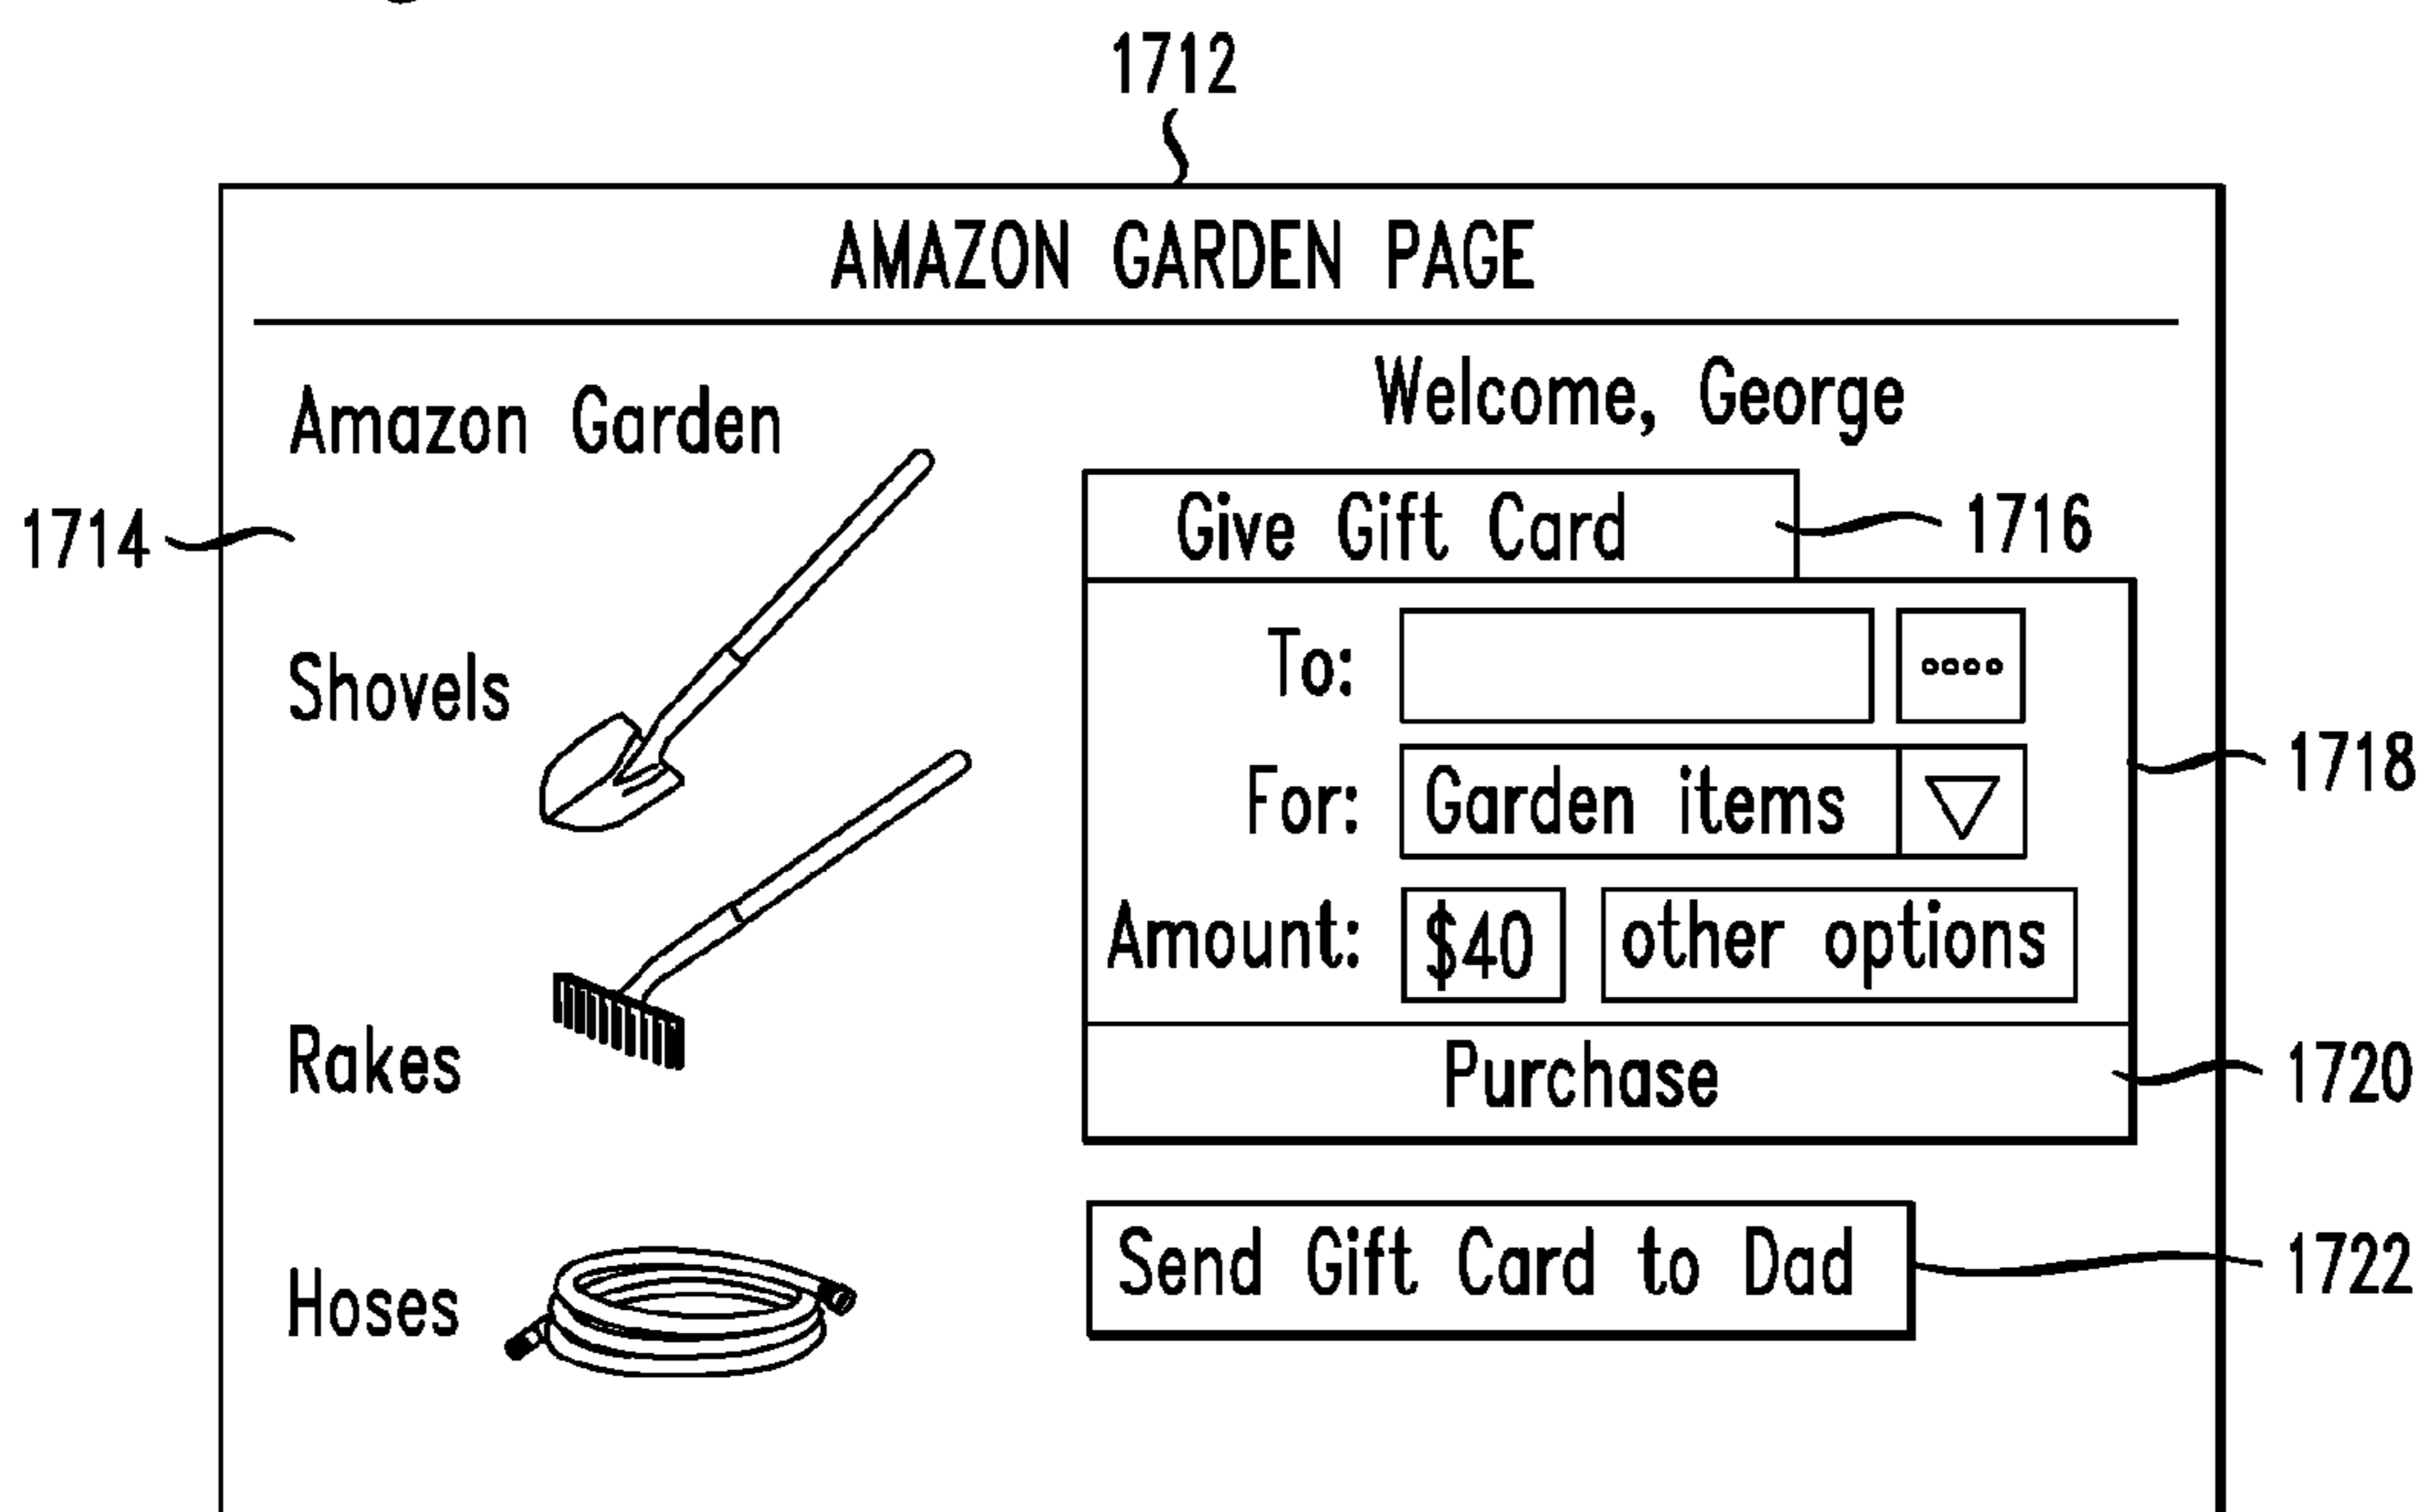 1712
AMAZON GARDEN PAGE
Amazon Garden
Welcome, George
1714
Give Gift Card
1716
Shovels
To:
....
For: Garden items
1718
Amount: $40 other options
Rakes
Purchase
1720
Hoses
Send Gift Card to Dad
1722